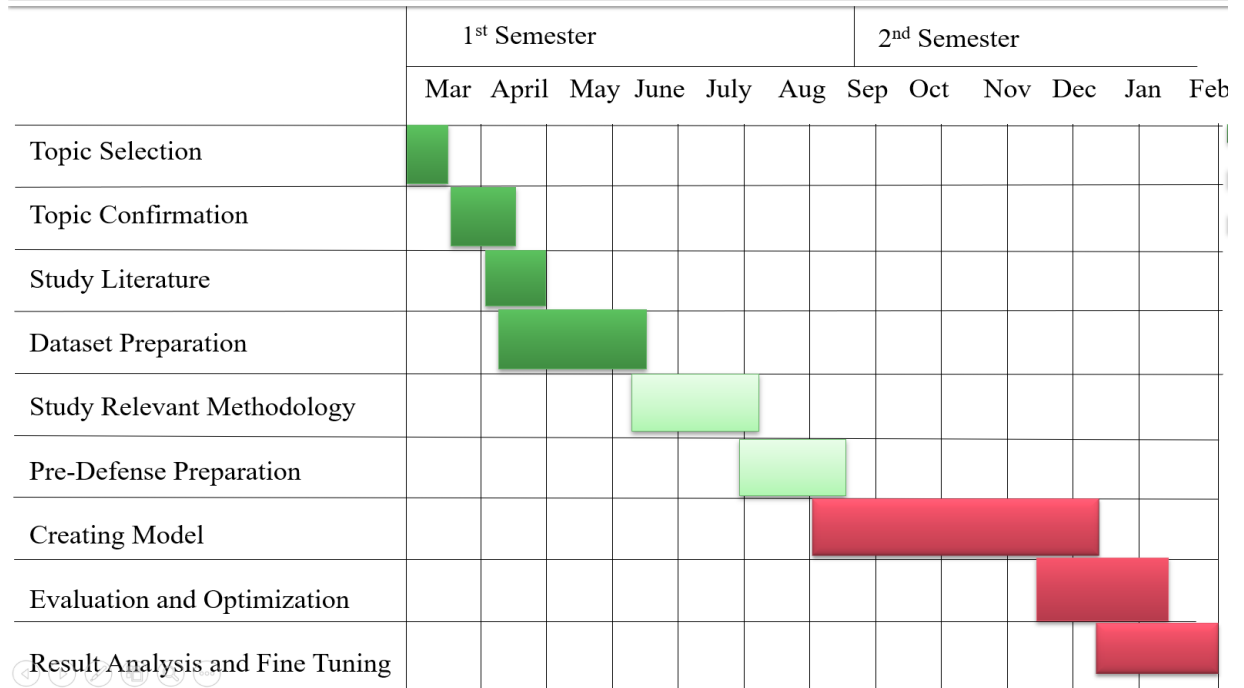 1st Semester
2nd Semester
Mar April May June July Aug Sep Oct Nov Dec Jan Feb
Topic Selection
Topic Confirmation
Study Literature
Dataset Preparation
Study Relevant Methodology
Pre-Defense Preparation
Creating Model
Evaluation and Optimization
Result Analysis and Fine Tuning